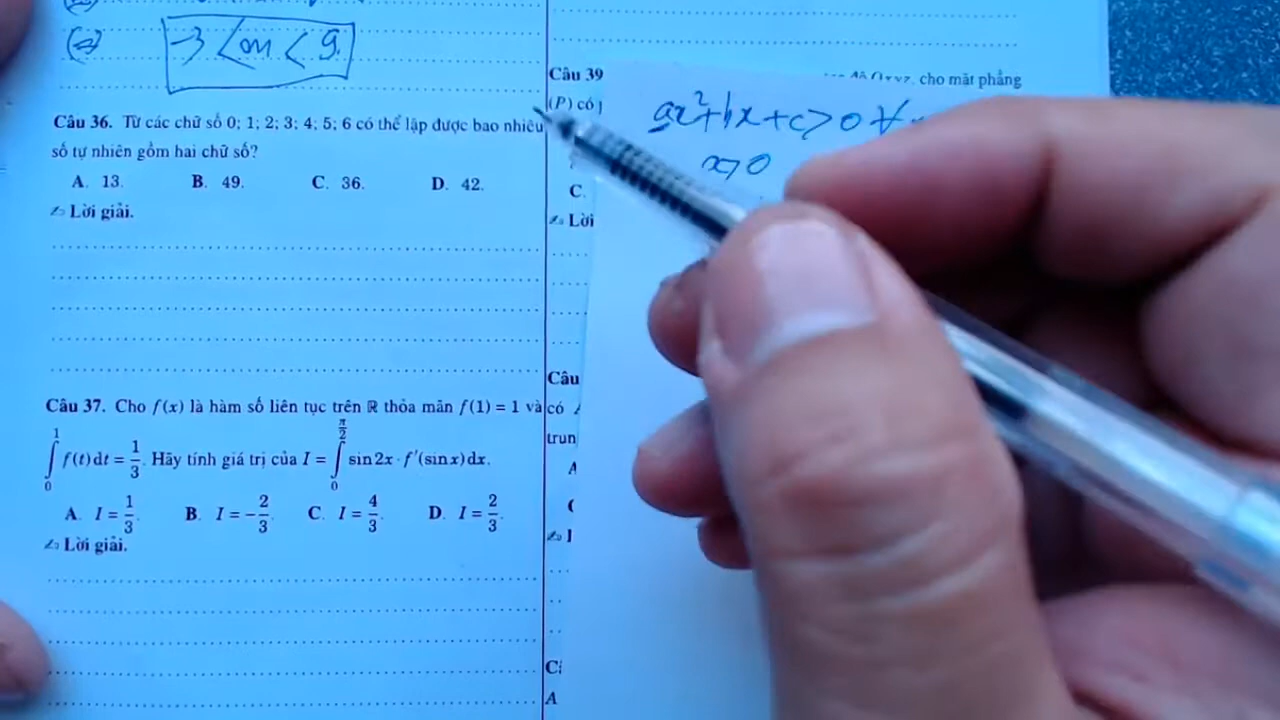 (=) -3 < m < 9.
Câu 36. Từ các chữ số 0; 1; 2; 3; 4; 5; 6 có thể lập được bao nhiêu
số tự nhiên gồm hai chữ số?
A. 13. B. 49. C. 36. D. 42.
Lời giải.
Câu 37. Cho f(x) là hàm số liên tục trên ℝ thỏa mãn f(1) = 1 và
∫₀¹ f(t)dt = 1/3. Hãy tính giá trị của I = ∫₀^{π/2} sin2x · f′(sinx)dx.
A. I = 1/3. B. I = -2/3. C. I = 4/3. D. I = 2/3.
Lời giải.
Câu 39
cho mặt phẳng
(P) có
ax²+bx+c>0 ∀
x>0
C.
Lời
Câu
có
trun
A
A